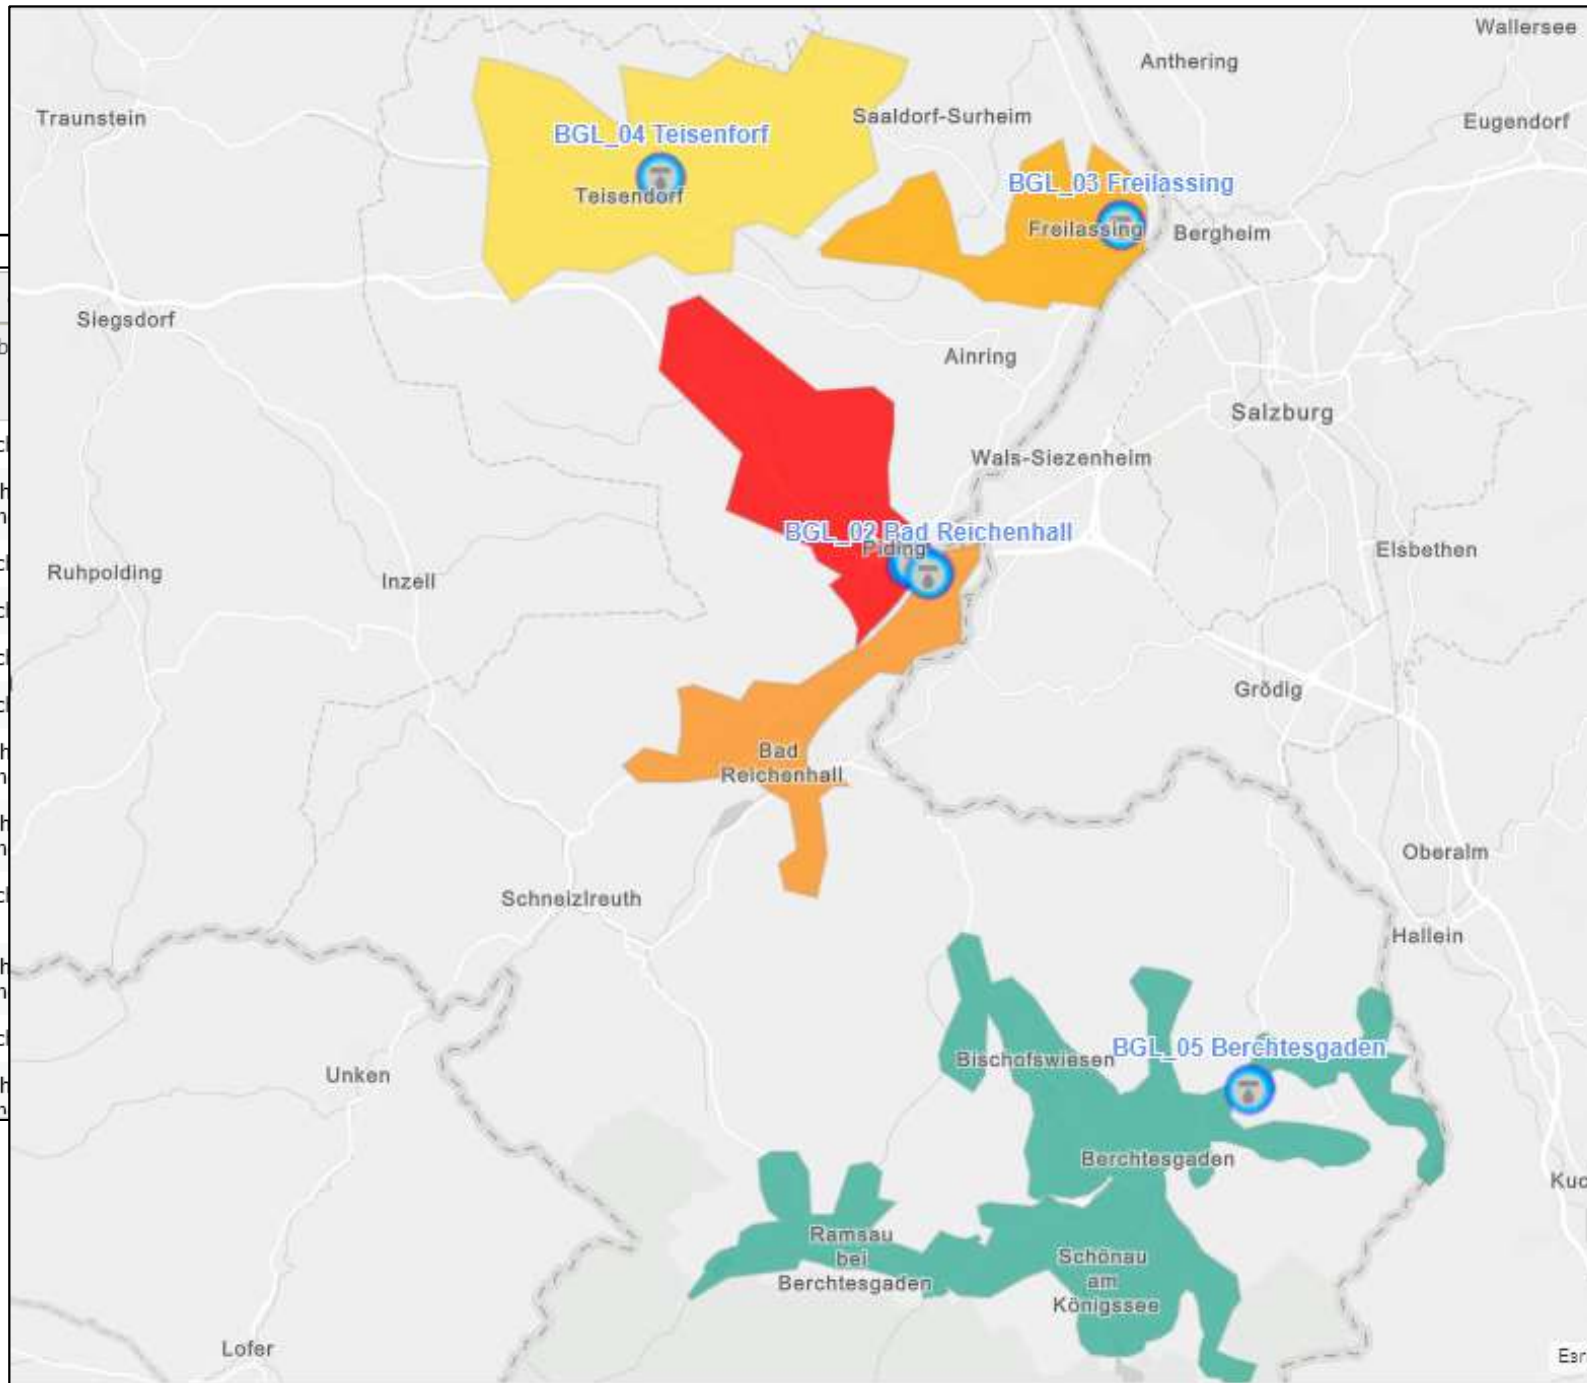 Wallersee
Anthering
Traunstein
Saaldorf-Surheim
Eugendorf
BGL_04 Teisenforf
Teisendorf
BGL_03 Freilassing
Freilassing
Bergheim
Siegsdorf
Ainring
Salzburg
Wals-Siezenheim
BGL_02 Bad Reichenhall
Piding
Elsbethen
Ruhpolding
Inzell
Grödig
Bad
Reichenhall
Oberalm
Schneizlreuth
Hallein
Bischofswiesen
BGL_05 Berchtesgaden
Unken
Berchtesgaden
Kuc
Ramsau
bei
Berchtesgaden
Schönau
am
Königssee
Lofer
Esr